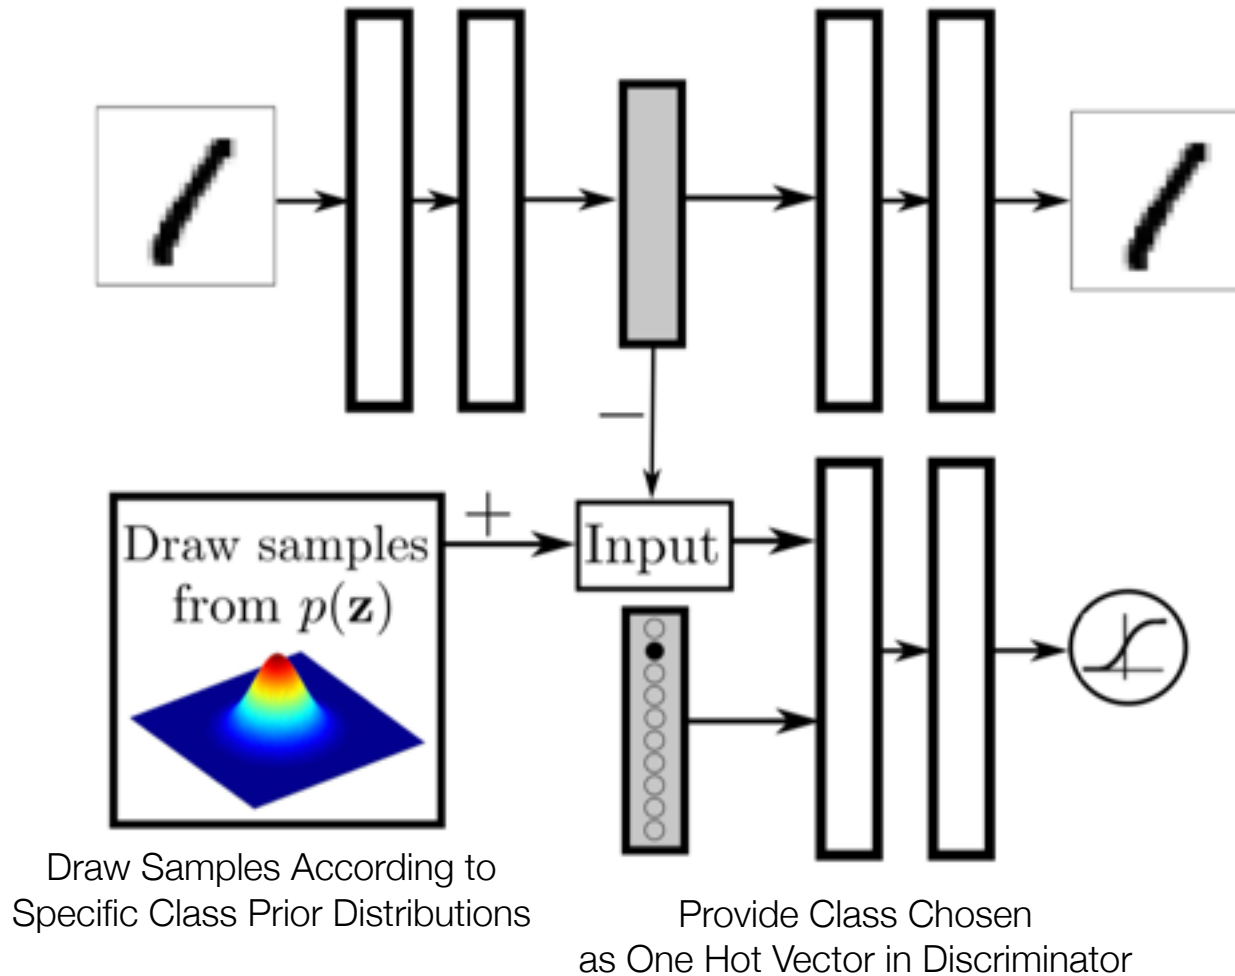 −
+
Draw samples
from p(z)
Input
Draw Samples According to
Specific Class Prior Distributions
Provide Class Chosen
as One Hot Vector in Discriminator